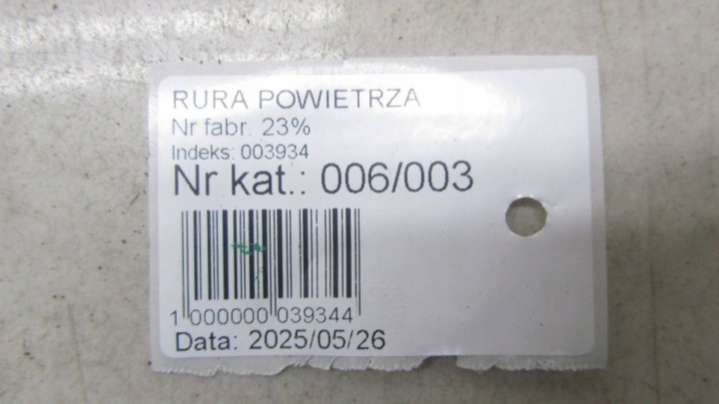 RURA POWIETRZA
Nr fabr. 23%
Indeks: 003934
Nr kat.: 006/003
1 000000 039344
Data: 2025/05/26